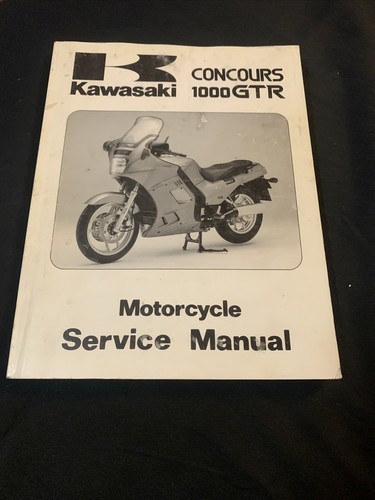 Kawasaki
CONCOURS
1000GTR
Motorcycle
Service Manual